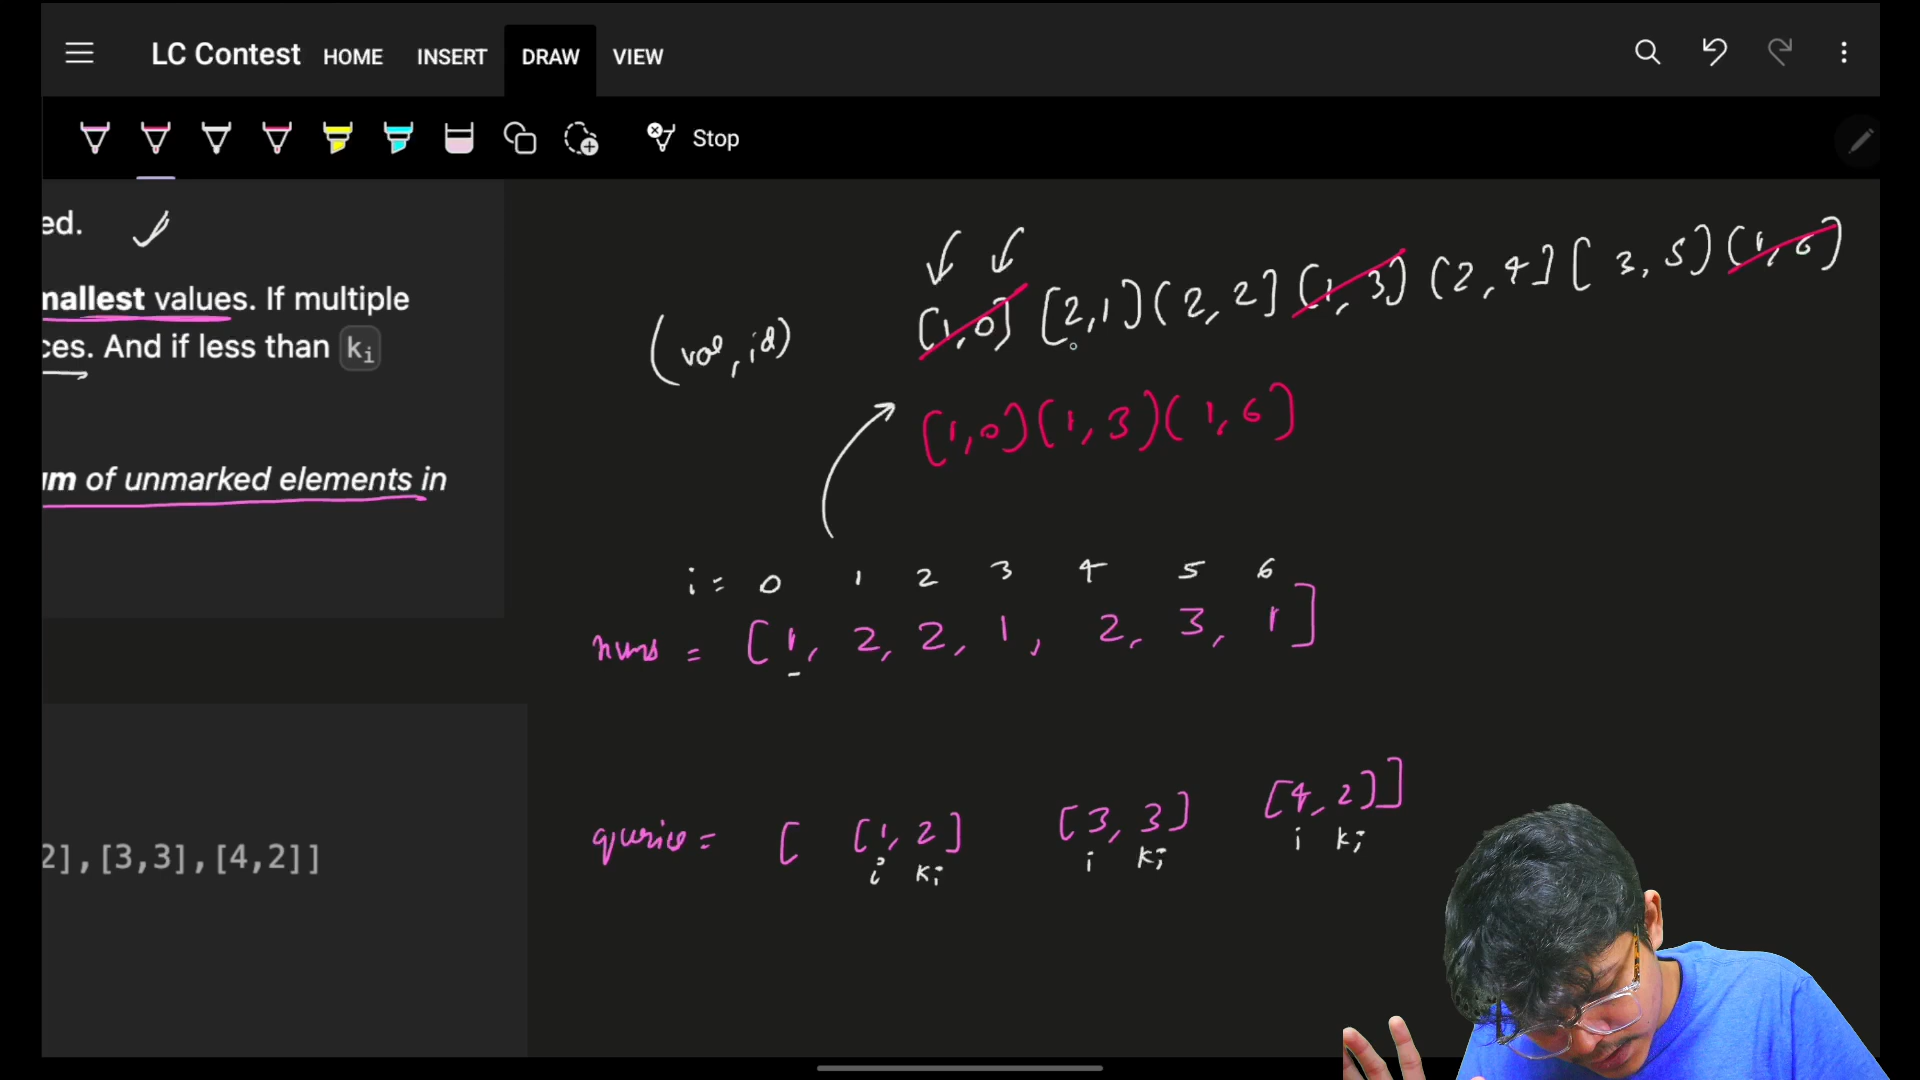 LC Contest HOME INSERT DRAW VIEW
Stop
ed.
mallest values. If multiple
ces. And if less than ki
um of unmarked elements in
2],[3,3],[4,2]]
(val, id)
[1,0] [2,1] (2,2] (1,3] (2,4] [3,5) (1,6)
[1,0] (1,3) (1,6]
i = 0 1 2 3 4 5 6
nums = [1, 2, 2, 1, 2, 3, 1]
[ [1, 2] [3, 3] [4, 2]]
i ki i ki i ki